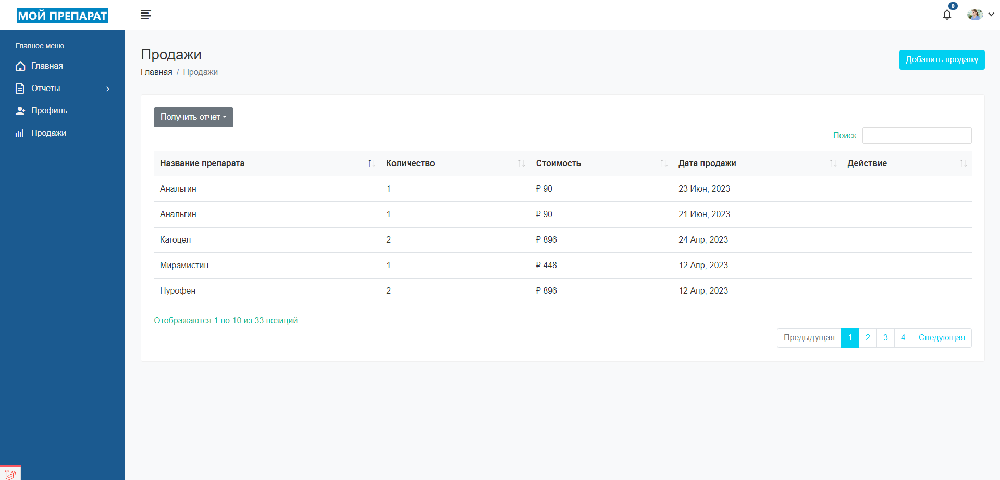 МОЙ ПРЕПАРАТ
0
Главное меню
Главная
Отчеты
Профиль
Продажи
Продажи
Главная / Продажи
Добавить продажу
Получить отчет
Поиск:
Название препарата Количество Стоимость Дата продажи Действие
Анальгин 1 ₽ 90 23 Июн, 2023
Анальгин 1 ₽ 90 21 Июн, 2023
Кагоцел 2 ₽ 896 24 Апр, 2023
Мирамистин 1 ₽ 448 12 Апр, 2023
Нурофен 2 ₽ 896 12 Апр, 2023
Отображаются 1 по 10 из 33 позиций
Предыдущая 1 2 3 4 Следующая